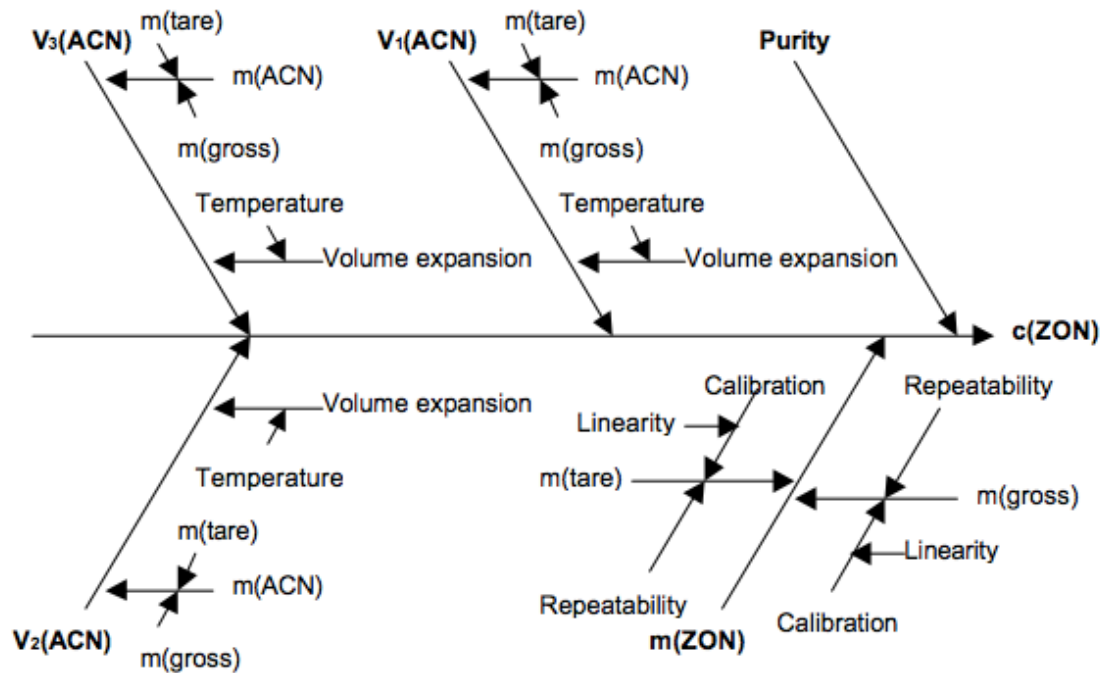 m(tare)
V₃(ACN)
m(ACN)
m(gross)
Temperature
Volume expansion
m(tare)
V₁(ACN)
m(ACN)
m(gross)
Temperature
Volume expansion
Purity
c(ZON)
Volume expansion
Temperature
m(tare)
m(ACN)
V₂(ACN)
m(gross)
Calibration
Linearity
m(tare)
Repeatability
m(ZON)
Repeatability
m(gross)
Linearity
Calibration